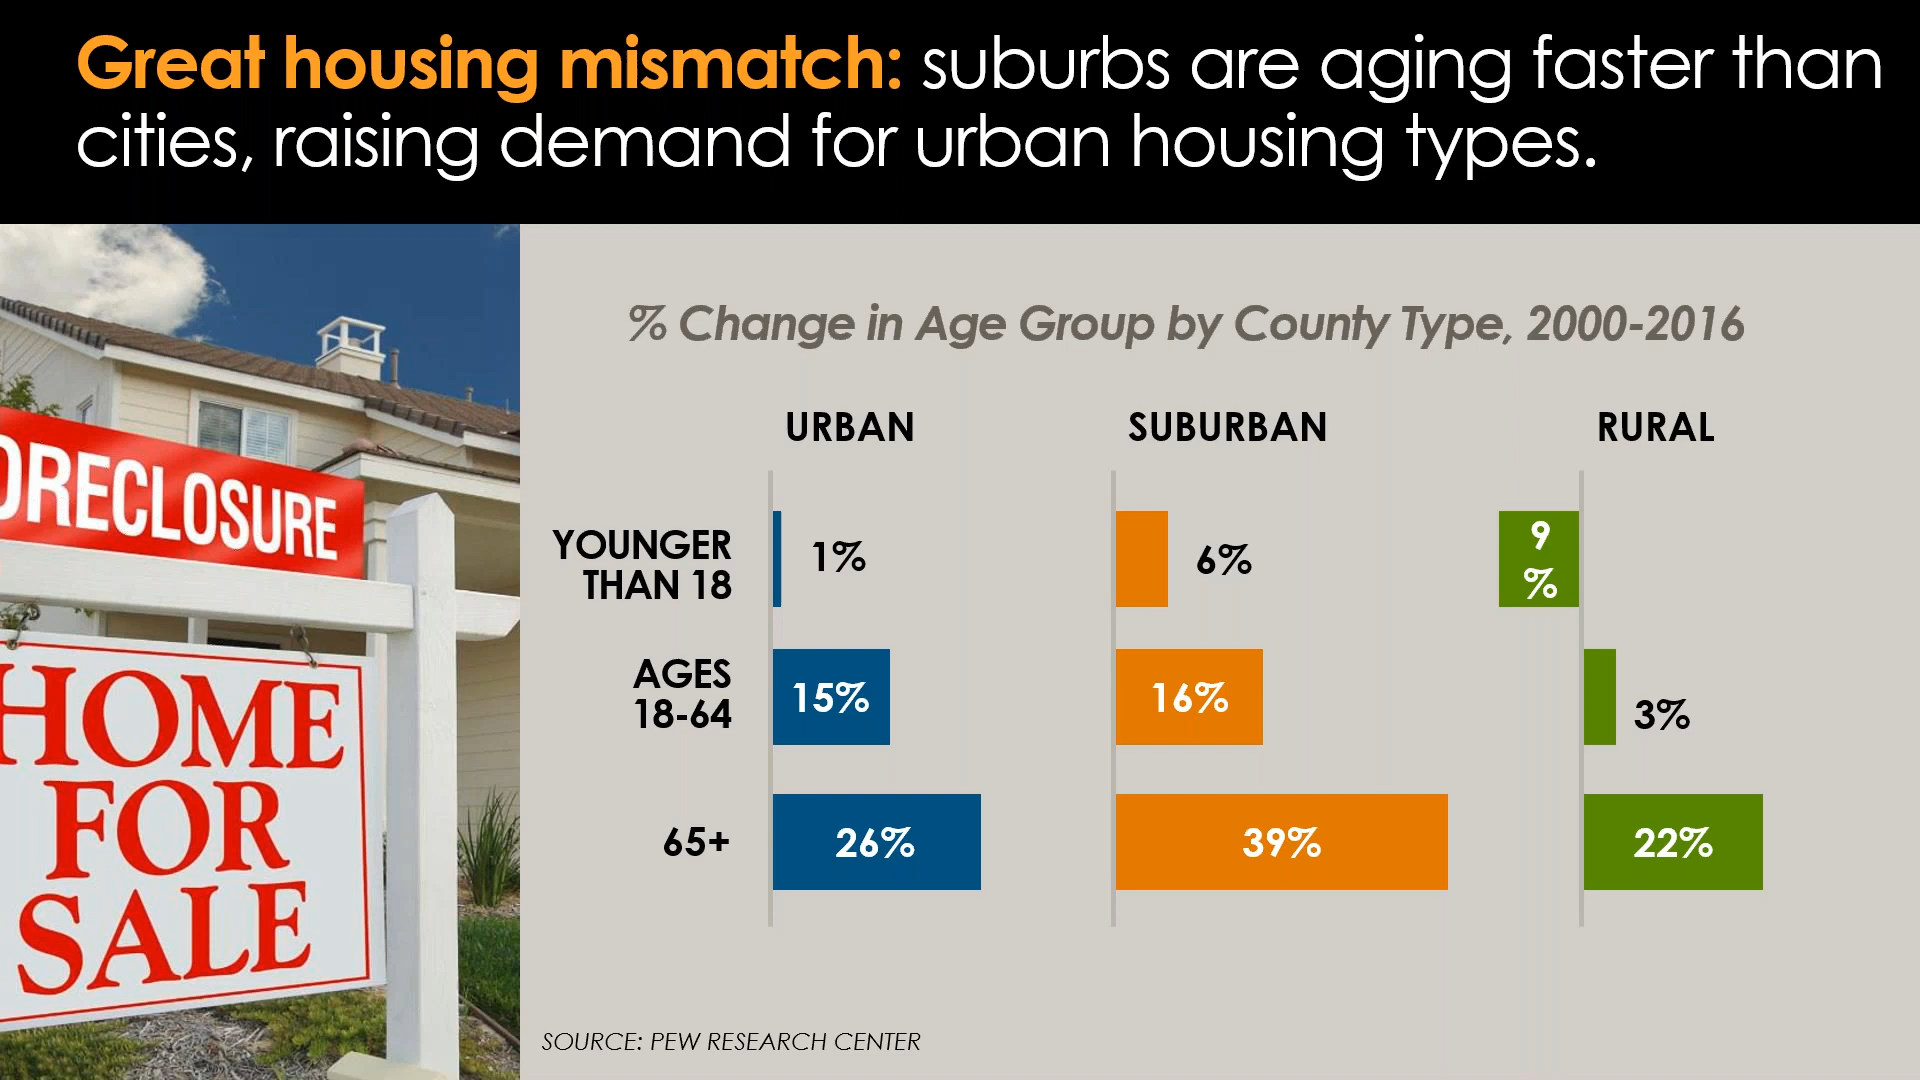 Great housing mismatch: suburbs are aging faster than
cities, raising demand for urban housing types.
ORECLOSURE
HOME
FOR
SALE
% Change in Age Group by County Type, 2000-2016
URBAN SUBURBAN RURAL
YOUNGER
THAN 18
1% 6% 9
%
AGES
18-64
15% 16% 3%
65+ 26% 39% 22%
SOURCE: PEW RESEARCH CENTER